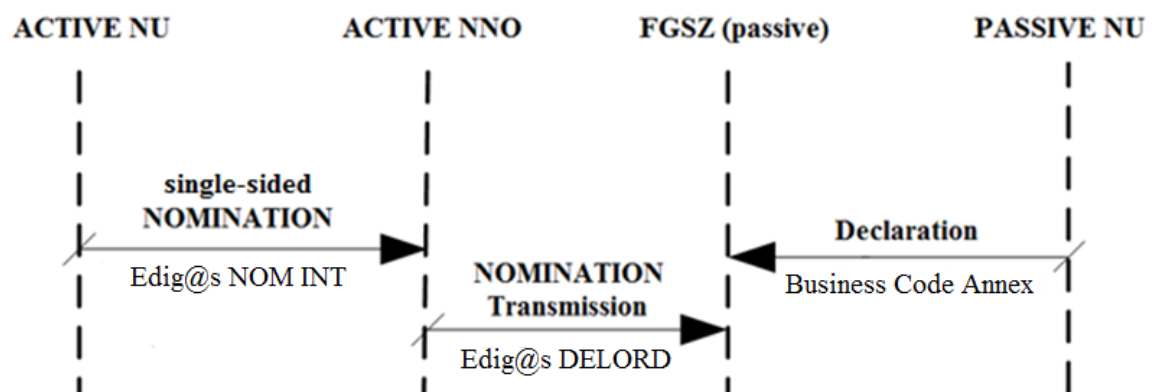 ACTIVE NU
ACTIVE NNO
FGSZ (passive)
PASSIVE NU
single-sided
NOMINATION
Edig@s NOM INT
NOMINATION
Transmission
Edig@s DELORD
Declaration
Business Code Annex